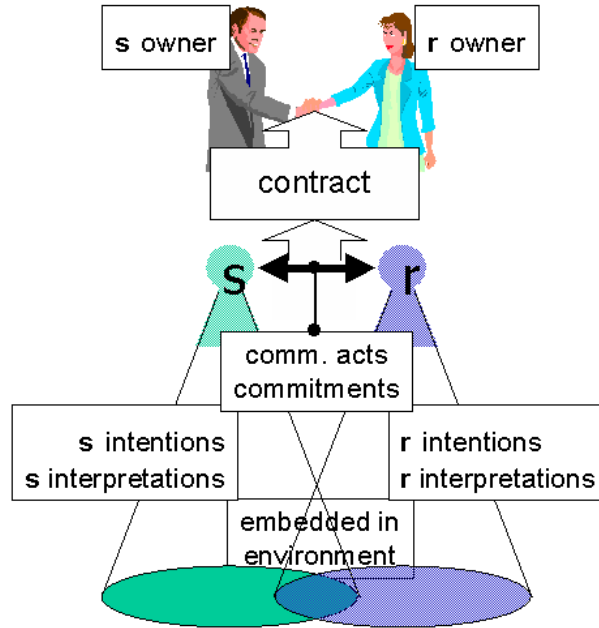 s owner
r owner
contract
s
r
comm. acts
commitments
s intentions
s interpretations
r intentions
r interpretations
embedded in
environment